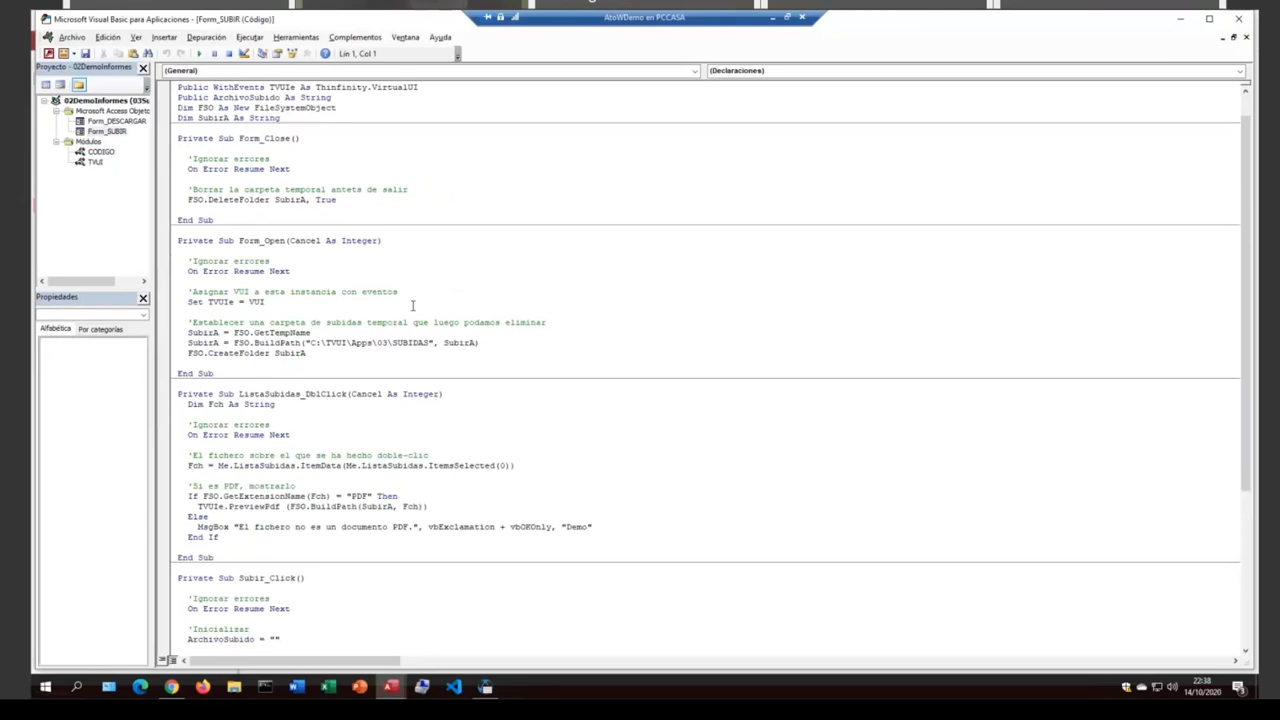 Microsoft Visual Basic para Aplicaciones - [Form_SUBIR (Código)]
AtoWDemo en PCCASA
Archivo Edición Ver Insertar Depuración Ejecutar Herramientas Complementos Ventana Ayuda
Lín 1, Col 1
Proyecto - 02DemoInformes
(General)
(Declaraciones)
02DemoInformes (03Su
Microsoft Access Objeto
Form_DESCARGAR
Form_SUBIR
Módulos
CODIGO
TVUI
Propiedades
Alfabética Por categorías
Public WithEvents TVUIe As Thinfinity.VirtualUI
Public ArchivoSubido As String
Dim FSO As New FileSystemObject
Dim SubirA As String
Private Sub Form_Close()
'Ignorar errores
On Error Resume Next
'Borrar la carpeta temporal antets de salir
FSO.DeleteFolder SubirA, True
End Sub
Private Sub Form_Open(Cancel As Integer)
'Ignorar errores
On Error Resume Next
'Asignar VUI a esta instancia con eventos
Set TVUIe = VUI
'Establecer una carpeta de subidas temporal que luego podamos eliminar
SubirA = FSO.GetTempName
SubirA = FSO.BuildPath("C:\TVUI\Apps\03\SUBIDAS", SubirA)
FSO.CreateFolder SubirA
End Sub
Private Sub ListaSubidas_DblClick(Cancel As Integer)
Dim Fch As String
'Ignorar errores
On Error Resume Next
'El fichero sobre el que se ha hecho doble-clic
Fch = Me.ListaSubidas.ItemData(Me.ListaSubidas.ItemsSelected(0))
'Si es PDF, mostrarlo
If FSO.GetExtensionName(Fch) = "PDF" Then
TVUIe.PreviewPdf (FSO.BuildPath(SubirA, Fch))
Else
MsgBox "El fichero no es un documento PDF.", vbExclamation + vbOKOnly, "Demo"
End If
End Sub
Private Sub Subir_Click()
'Ignorar errores
On Error Resume Next
'Inicializar
ArchivoSubido = ""
22:38
14/10/2020